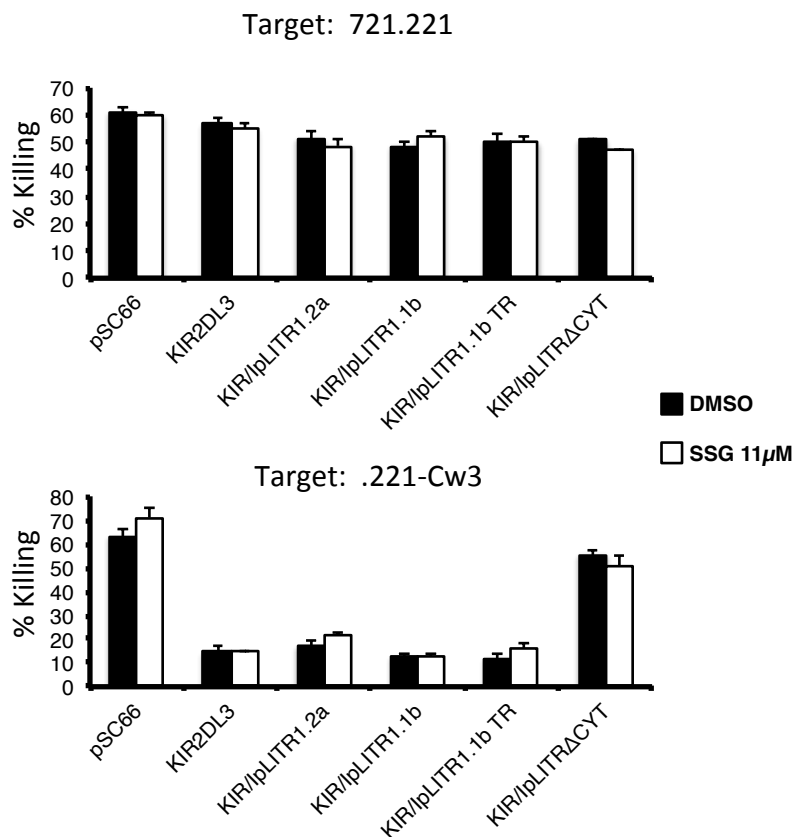 Target: 721.221
% Killing
70
60
50
40
30
20
10
0
pSC66
KIR2DL3
KIR/IpLITR1.2a
KIR/IpLITR1.1b
KIR/IpLITR1.1b TR
KIR/IpLITRΔCYT
DMSO
SSG 11µM
Target: .221-Cw3
% Killing
80
70
60
50
40
30
20
10
0
pSC66
KIR2DL3
KIR/IpLITR1.2a
KIR/IpLITR1.1b
KIR/IpLITR1.1b TR
KIR/IpLITRΔCYT